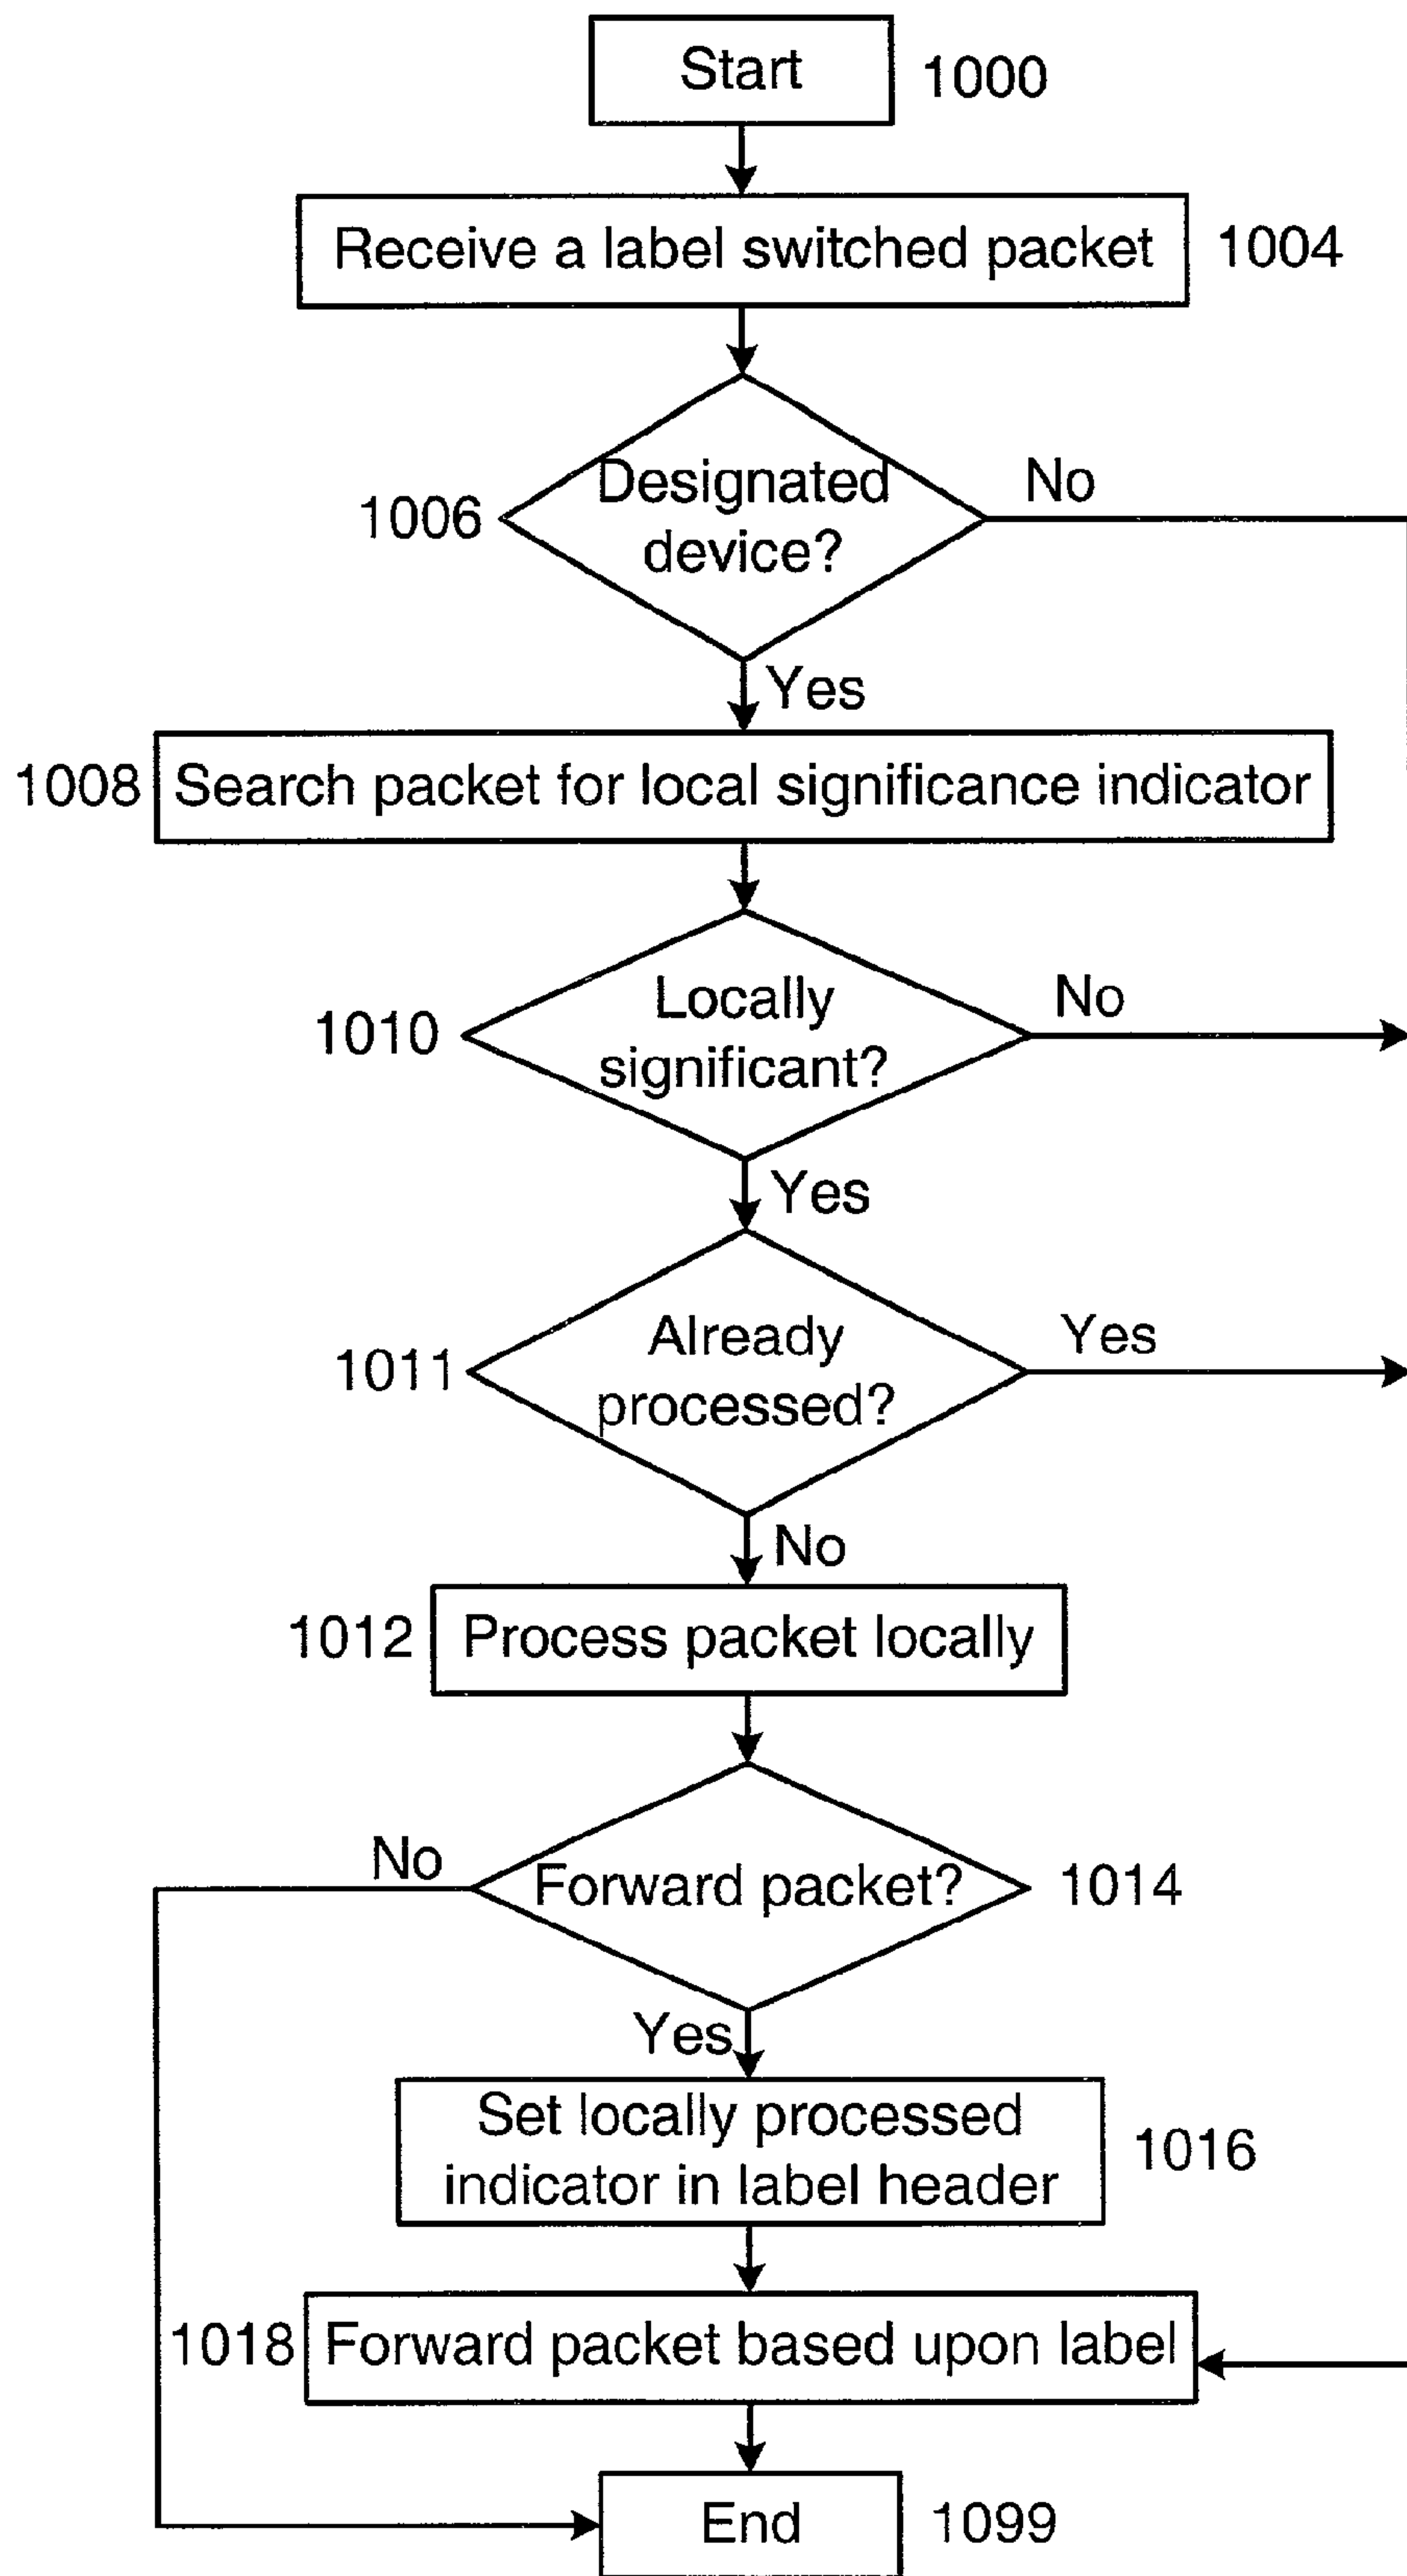 Start 1000
Receive a label switched packet 1004
Designated
device?
1006
No
Yes
1008 Search packet for local significance indicator
Locally
significant?
1010
No
Yes
Already
processed?
1011
Yes
No
1012 Process packet locally
No
Forward packet? 1014
Yes
Set locally processed
indicator in label header
1016
1018 Forward packet based upon label
End 1099